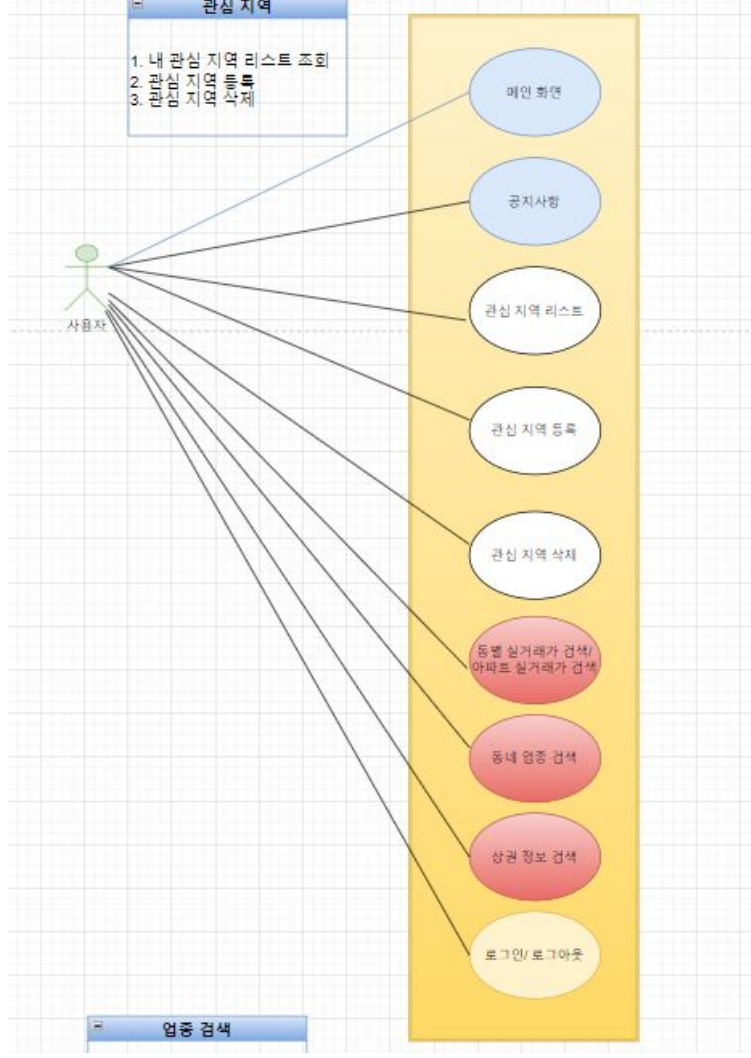 관심 지역
1. 내 관심 지역 리스트 조회
2. 관심 지역 등록
3. 관심 지역 삭제
메인 화면
공지사항
사용자
관심 지역 리스트
관심 지역 등록
관심 지역 삭제
동별 실거래가 검색/
아파트 실거래가 검색
동네 업종 검색
상권 정보 검색
로그인/ 로그아웃
업종 검색